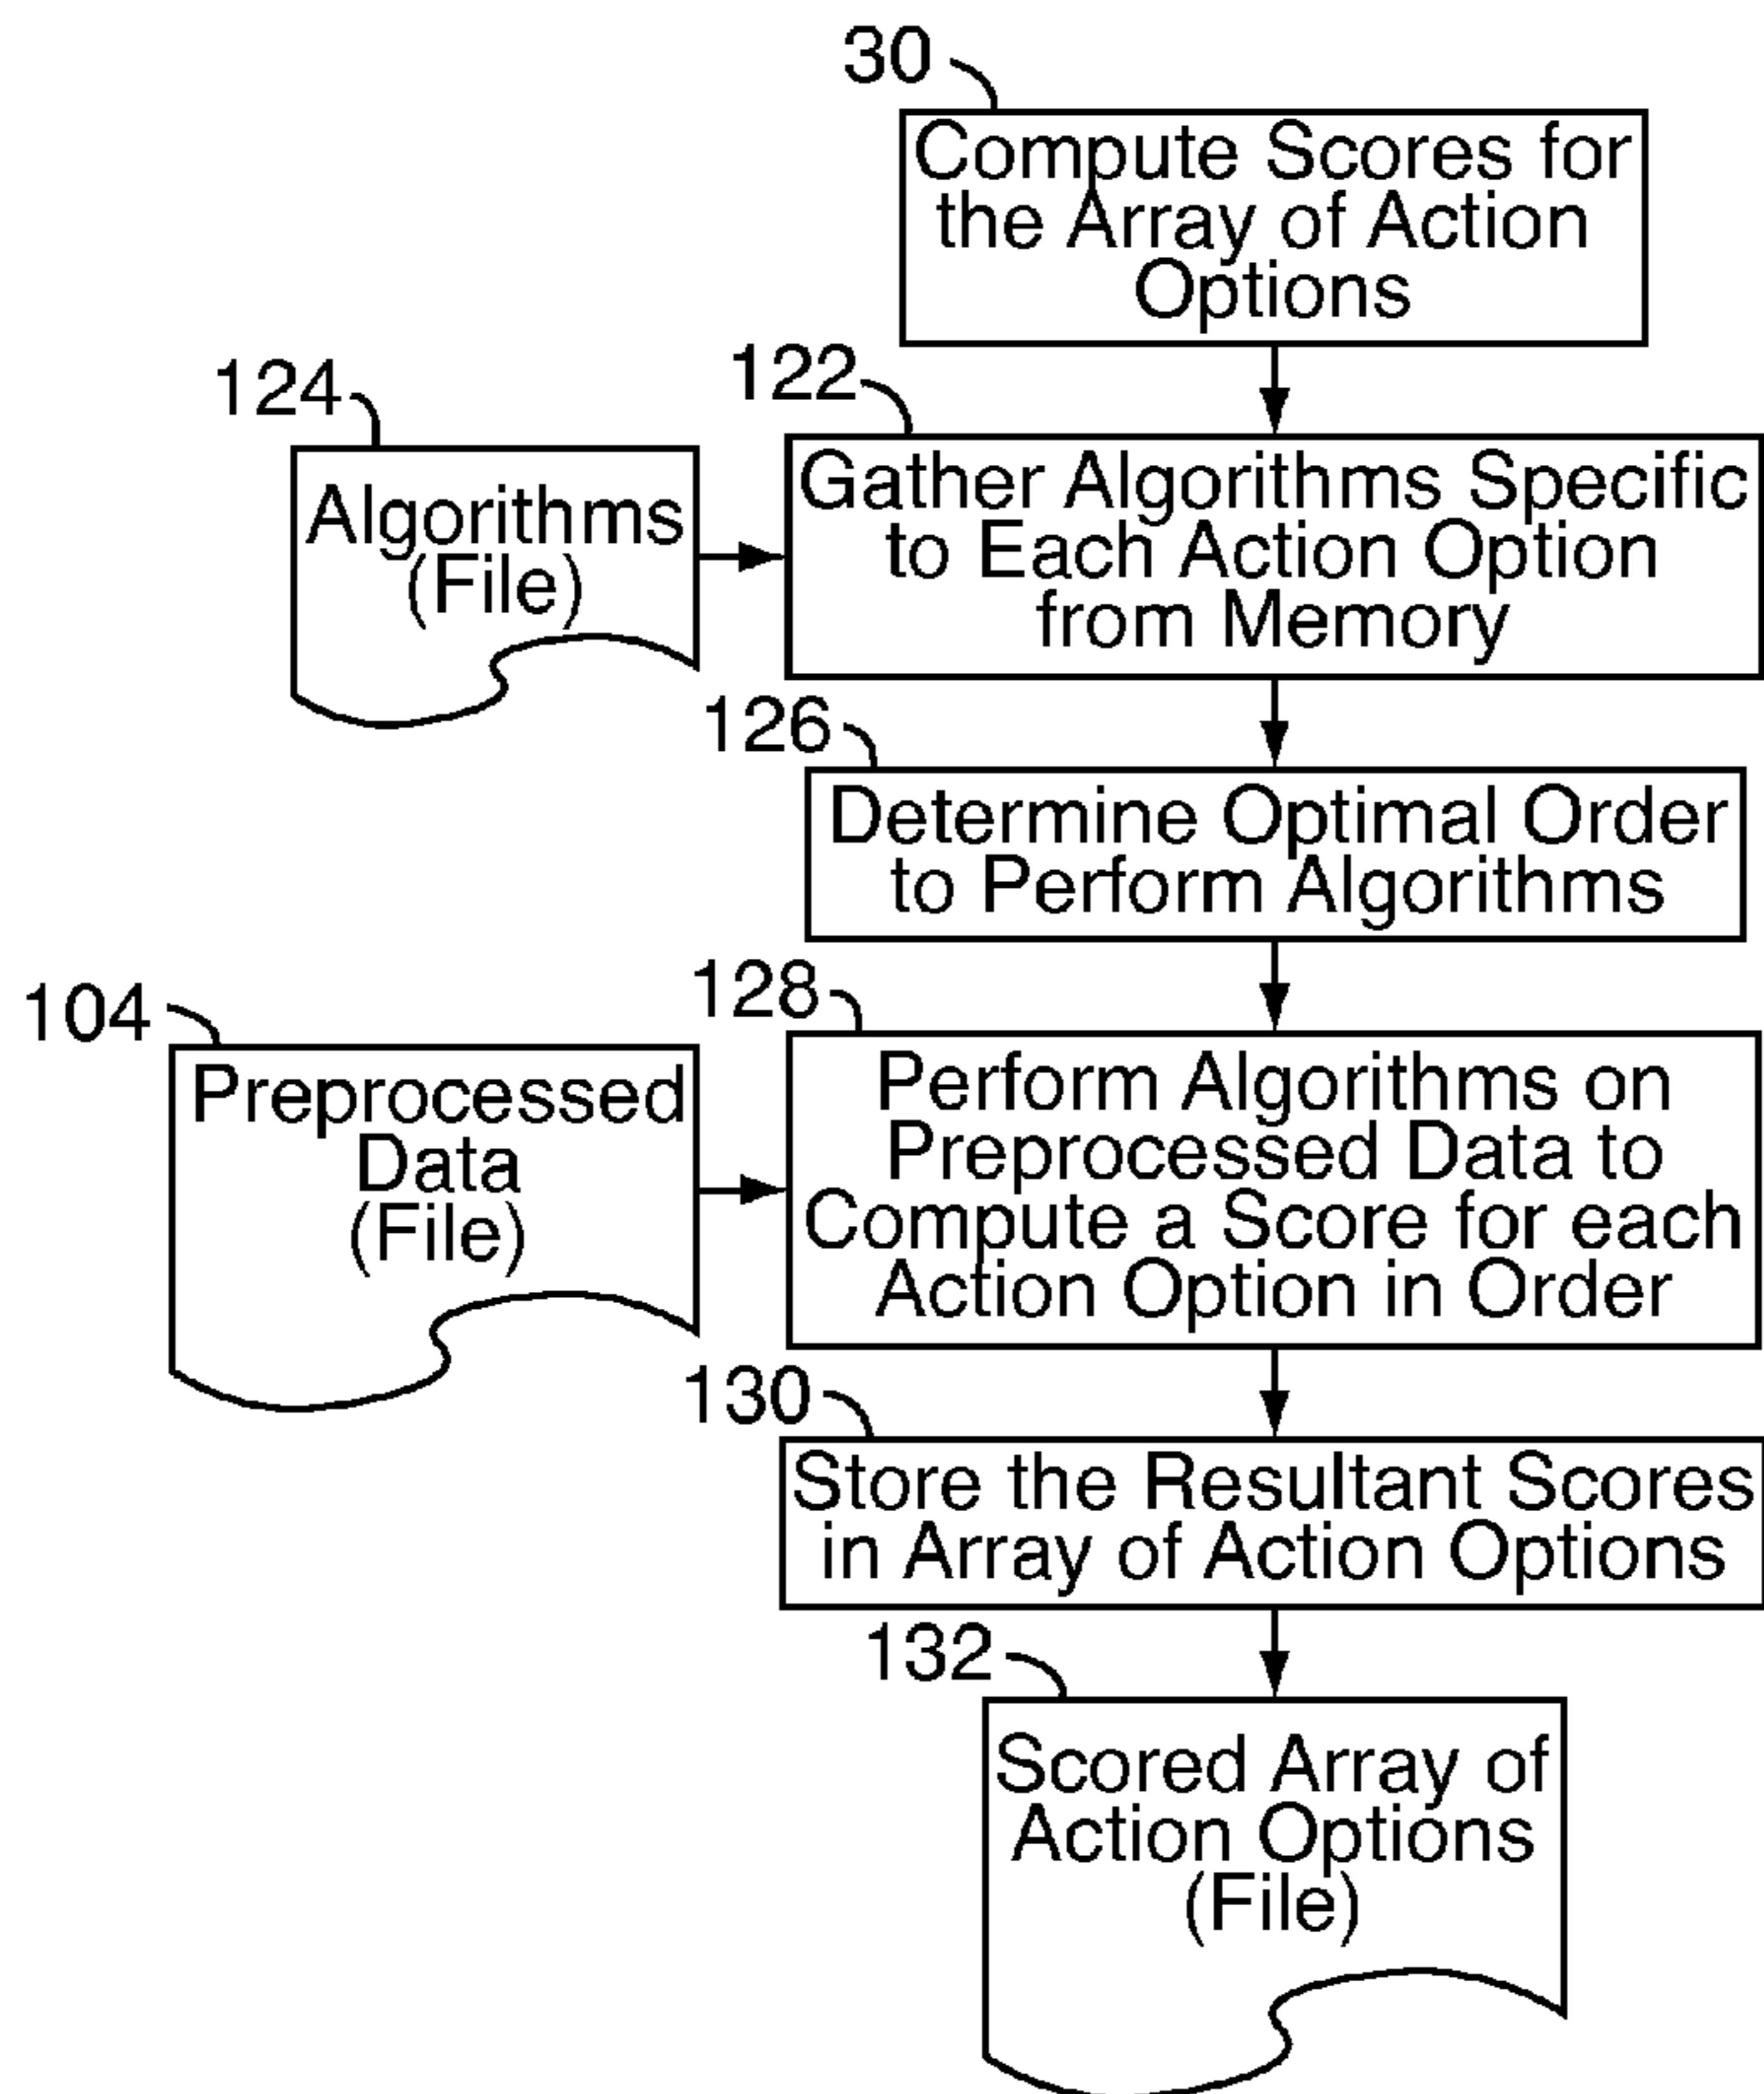 30
Compute Scores for
the Array of Action
Options
124
122
Algorithms
(File)
Gather Algorithms Specific
to Each Action Option
from Memory
126
Determine Optimal Order
to Perform Algorithms
104
128
Preprocessed
Data
(File)
Perform Algorithms on
Preprocessed Data to
Compute a Score for each
Action Option in Order
130
Store the Resultant Scores
in Array of Action Options
132
Scored Array of
Action Options
(File)